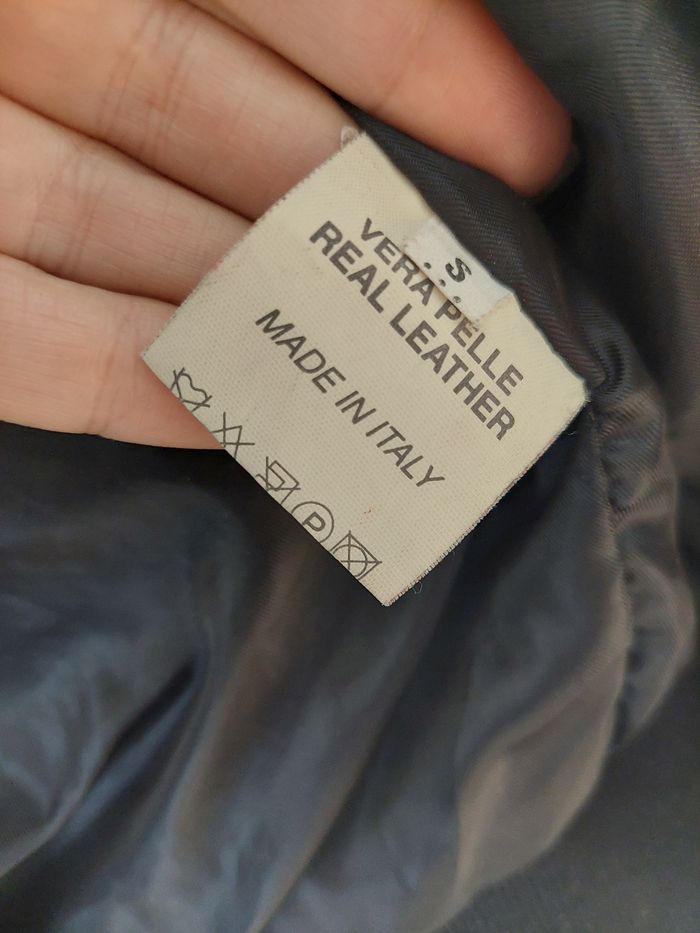 S
VERA PELLE
REAL LEATHER
MADE IN ITALY
P